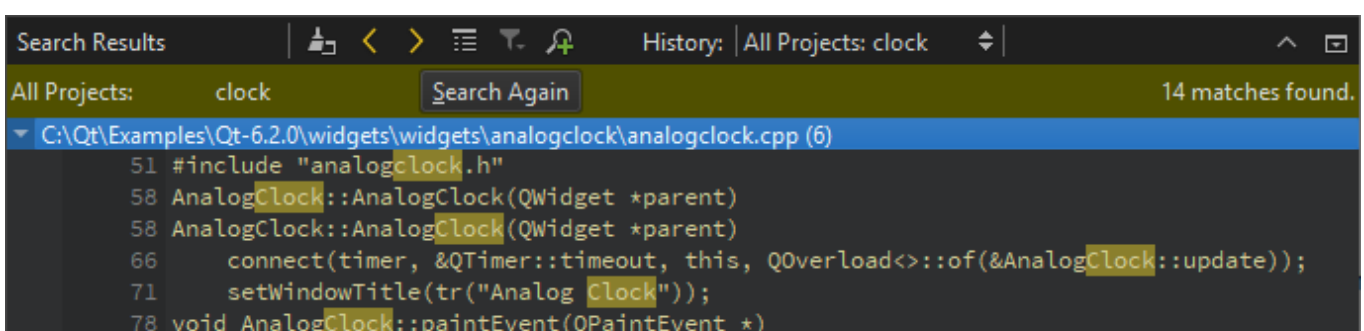 Search Results History: All Projects: clock
All Projects: clock Search Again 14 matches found.
C:\Qt\Examples\Qt-6.2.0\widgets\widgets\analogclock\analogclock.cpp (6)
51 #include "analogclock.h"
58 AnalogClock::AnalogClock(QWidget *parent)
58 AnalogClock::AnalogClock(QWidget *parent)
66 connect(timer, &QTimer::timeout, this, QOverload<>::of(&AnalogClock::update));
71 setWindowTitle(tr("Analog Clock"));
78 void AnalogClock::paintEvent(QPaintEvent *)